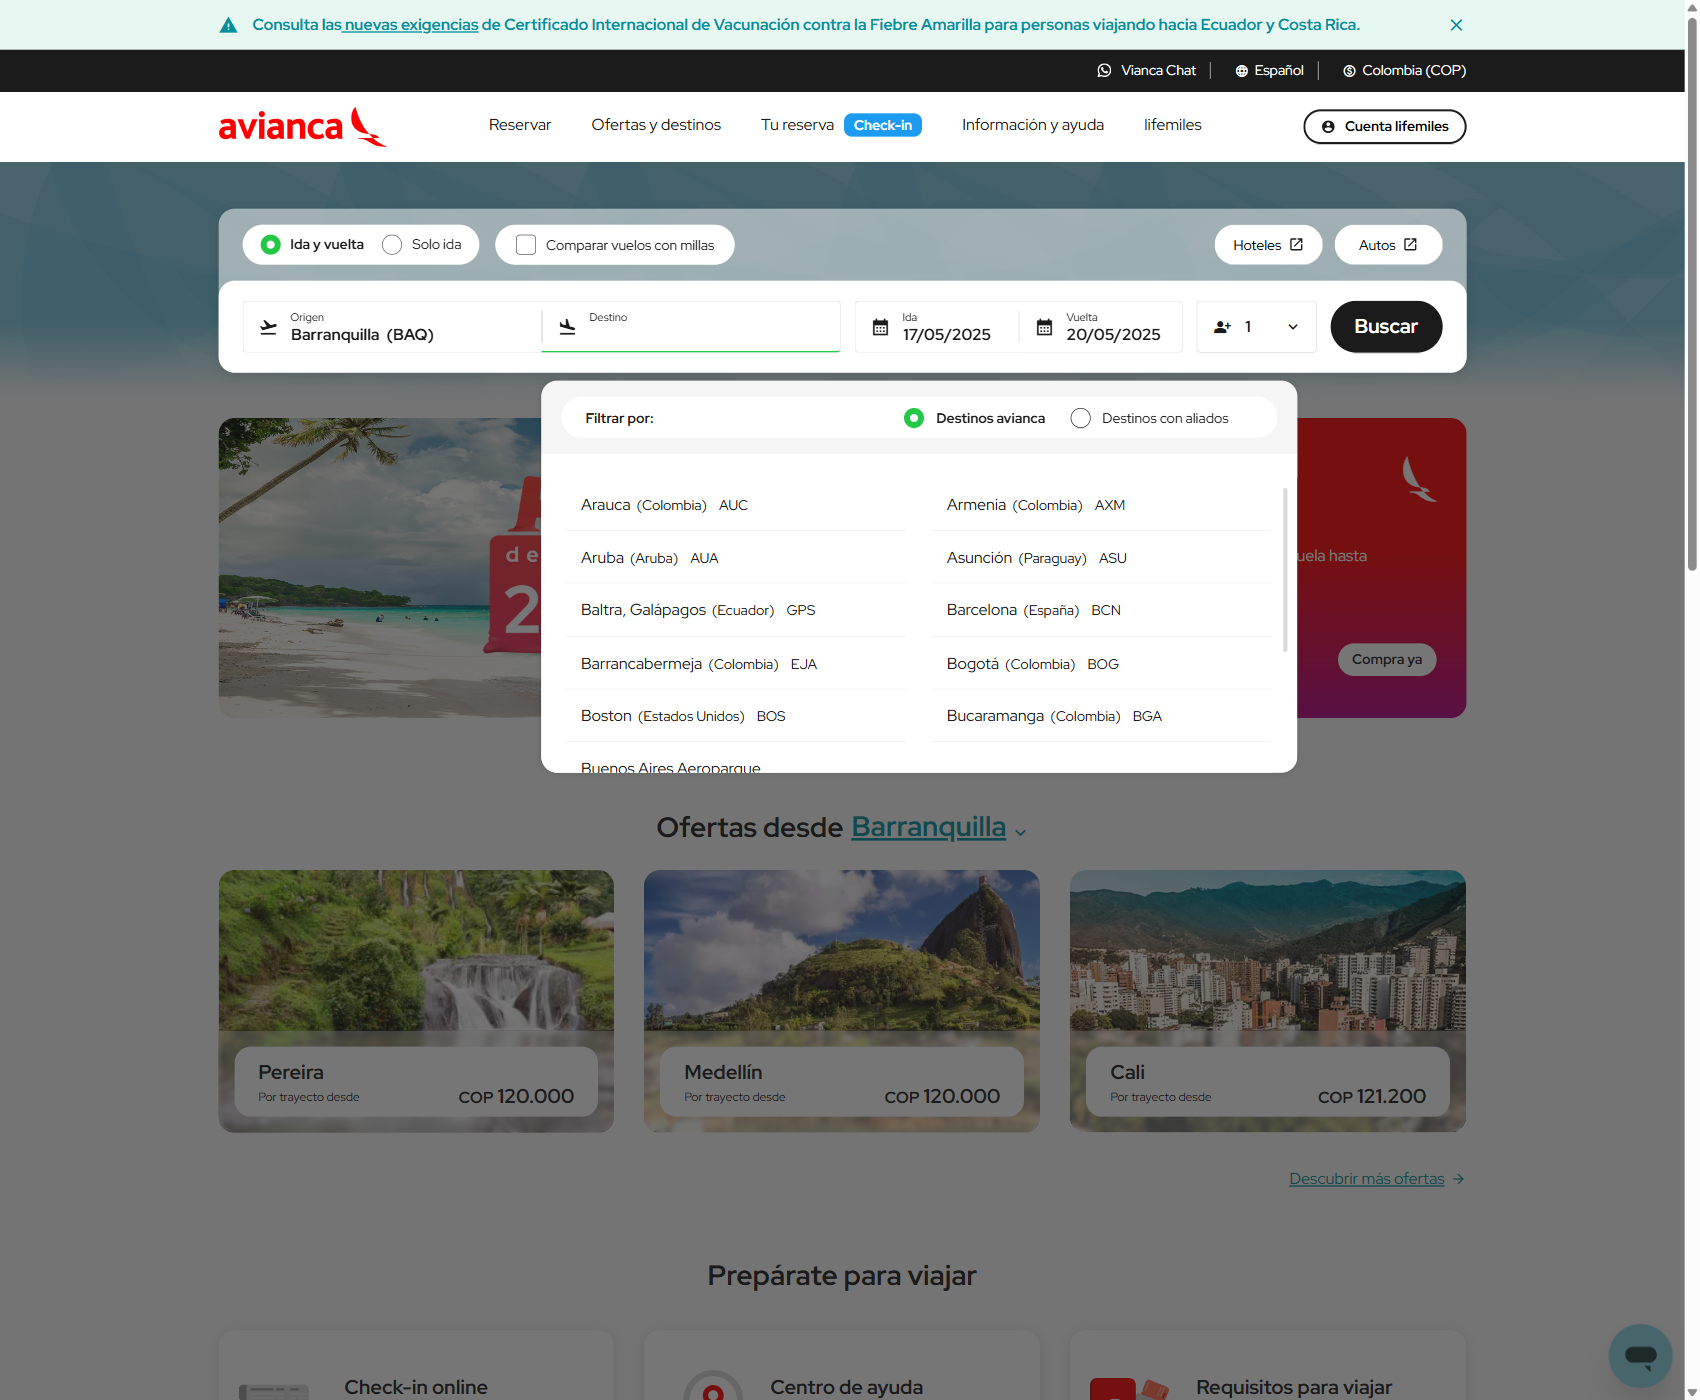 Consulta las nuevas exigencias de Certificado Internacional de Vacunación contra la Fiebre Amarilla para personas viajando hacia Ecuador y Costa Rica.
Vianca Chat
Español
Colombia (COP)
avianca
Reservar
Ofertas y destinos
Tu reserva
Check-in
Información y ayuda
lifemiles
Cuenta lifemiles
Ida y vuelta
Solo ida
Comparar vuelos con millas
Hoteles
Autos
Origen
Barranquilla (BAQ)
Destino
Ida
17/05/2025
Vuelta
20/05/2025
1
Buscar
Filtrar por:
Destinos avianca
Destinos con aliados
Arauca (Colombia) AUC
Armenia (Colombia) AXM
Aruba (Aruba) AUA
Asunción (Paraguay) ASU
Baltra, Galápagos (Ecuador) GPS
Barcelona (España) BCN
Barrancabermeja (Colombia) EJA
Bogotá (Colombia) BOG
Boston (Estados Unidos) BOS
Bucaramanga (Colombia) BGA
Buenos Aires Aeroparque
de
2
uela hasta
Compra ya
Ofertas desde Barranquilla
Pereira
Por trayecto desde
COP 120.000
Medellín
Por trayecto desde
COP 120.000
Cali
Por trayecto desde
COP 121.200
Descubrir más ofertas
Prepárate para viajar
Check-in online
Centro de ayuda
Requisitos para viajar